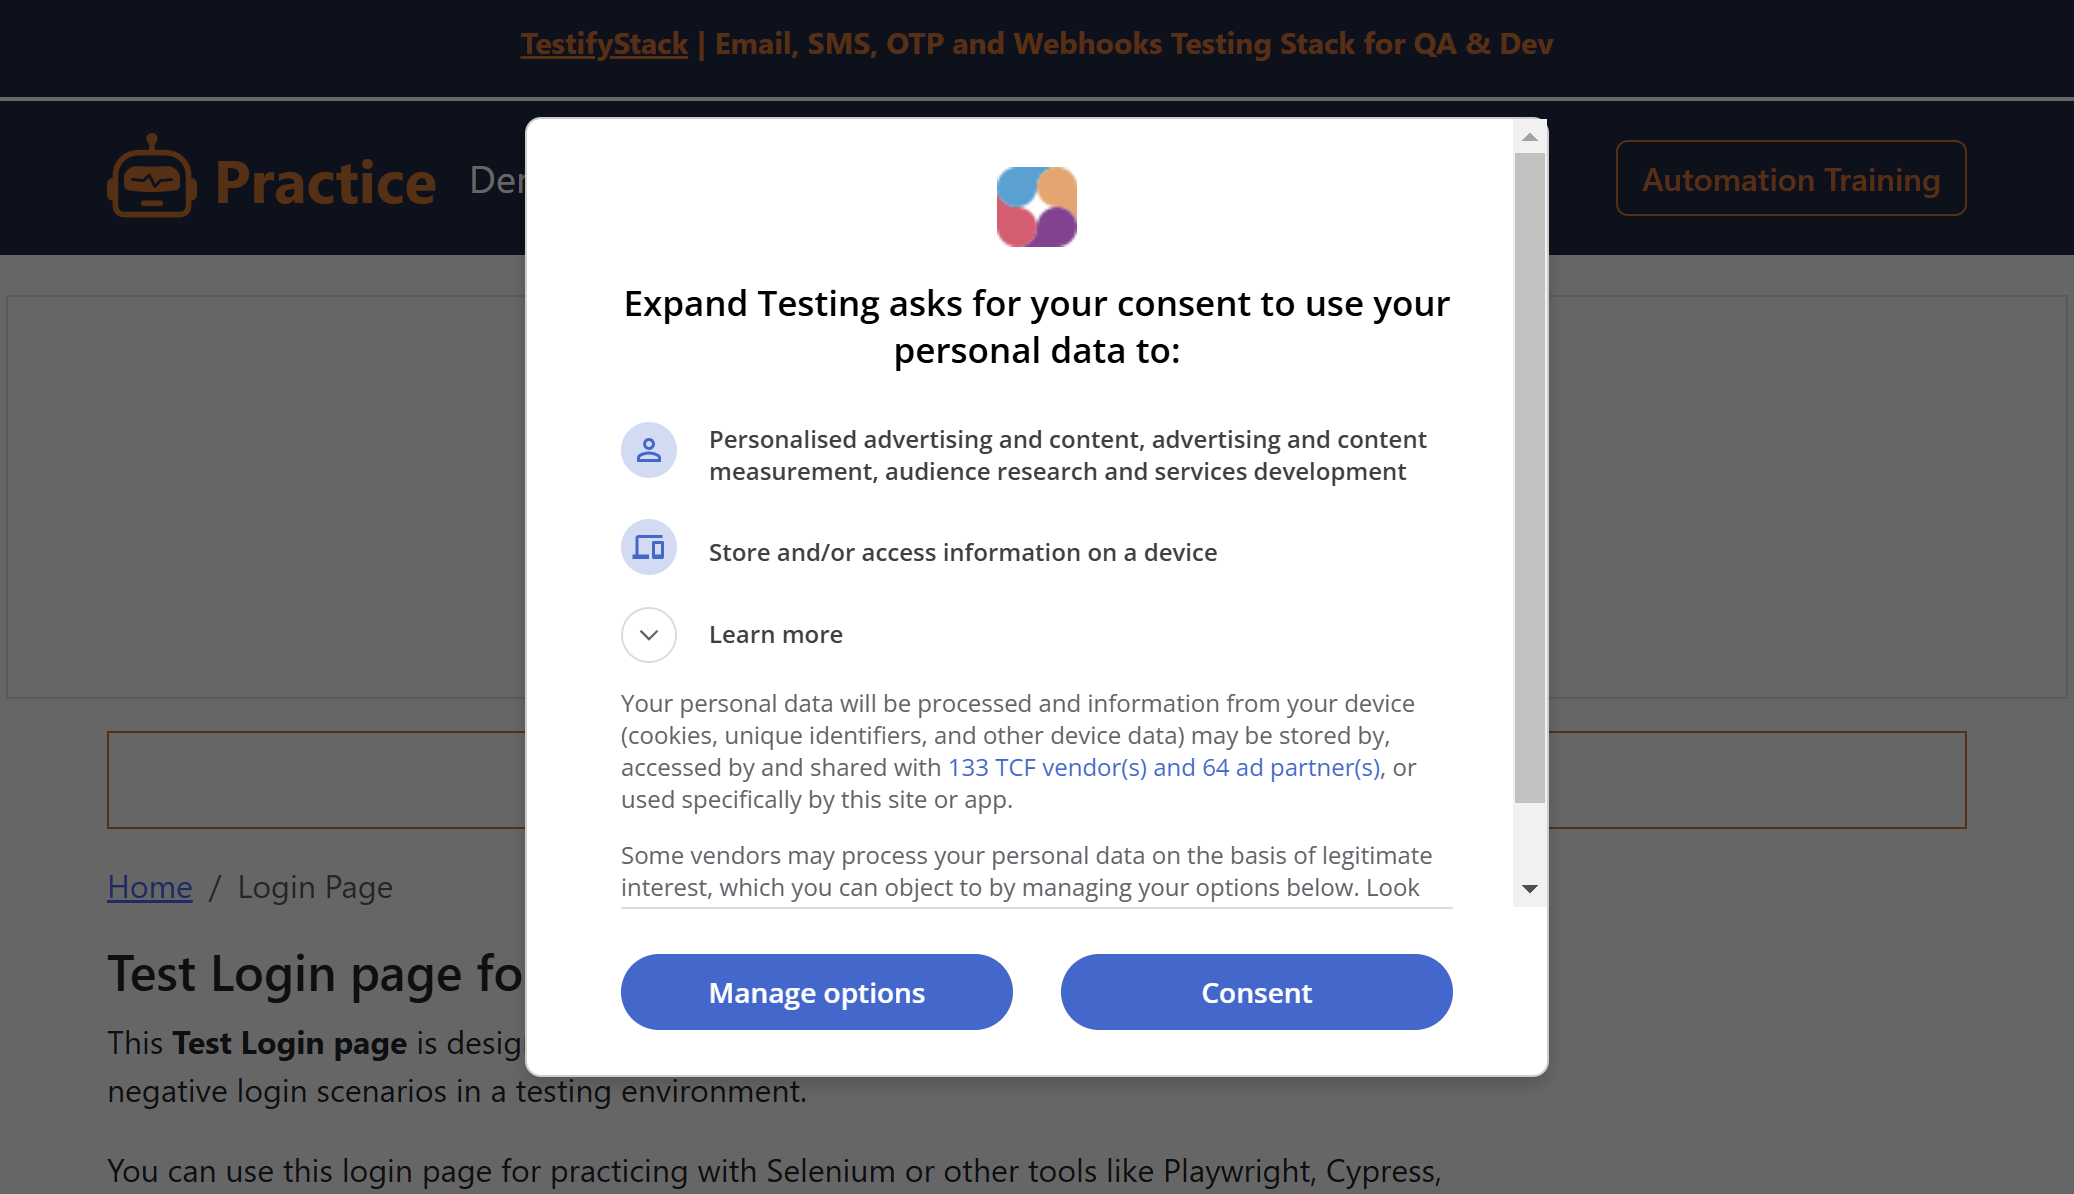 TestifyStack | Email, SMS, OTP and Webhooks Testing Stack for QA & Dev
Practice
Automation Training
Expand Testing asks for your consent to use your
personal data to:
Personalised advertising and content, advertising and content
measurement, audience research and services development
Store and/or access information on a device
Learn more
Your personal data will be processed and information from your device
(cookies, unique identifiers, and other device data) may be stored by,
accessed by and shared with 133 TCF vendor(s) and 64 ad partner(s), or
used specifically by this site or app.
Some vendors may process your personal data on the basis of legitimate
interest, which you can object to by managing your options below. Look
Manage options
Consent
Home / Login Page
Test Login page
This Test Login page is
negative login scenarios in a testing environment.
You can use this login page for practicing with Selenium or other tools like Playwright, Cypress,